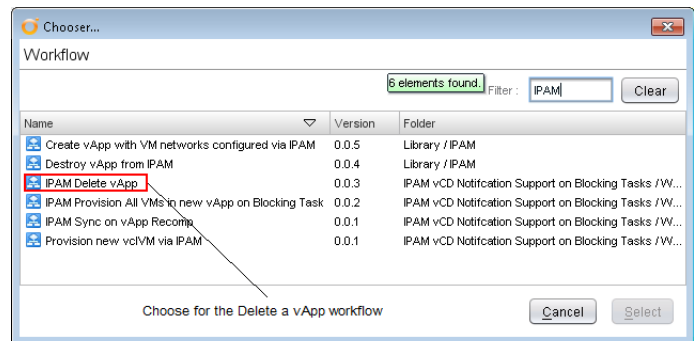 Chooser...
Workflow
6 elements found.
Filter :
IPAM
Clear
Name Version Folder
Create vApp with VM networks configured via IPAM 0.0.5 Library / IPAM
Destroy vApp from IPAM 0.0.4 Library / IPAM
IPAM Delete vApp 0.0.3 IPAM vCD Notifcation Support on Blocking Tasks / W...
IPAM Provision All VMs in new vApp on Blocking Task 0.0.2 IPAM vCD Notifcation Support on Blocking Tasks / W...
IPAM Sync on vApp Recomp 0.0.1 IPAM vCD Notifcation Support on Blocking Tasks / W...
Provision new vcIVM via IPAM 0.0.1 IPAM vCD Notifcation Support on Blocking Tasks / W...
Choose for the Delete a vApp workflow
Cancel Select